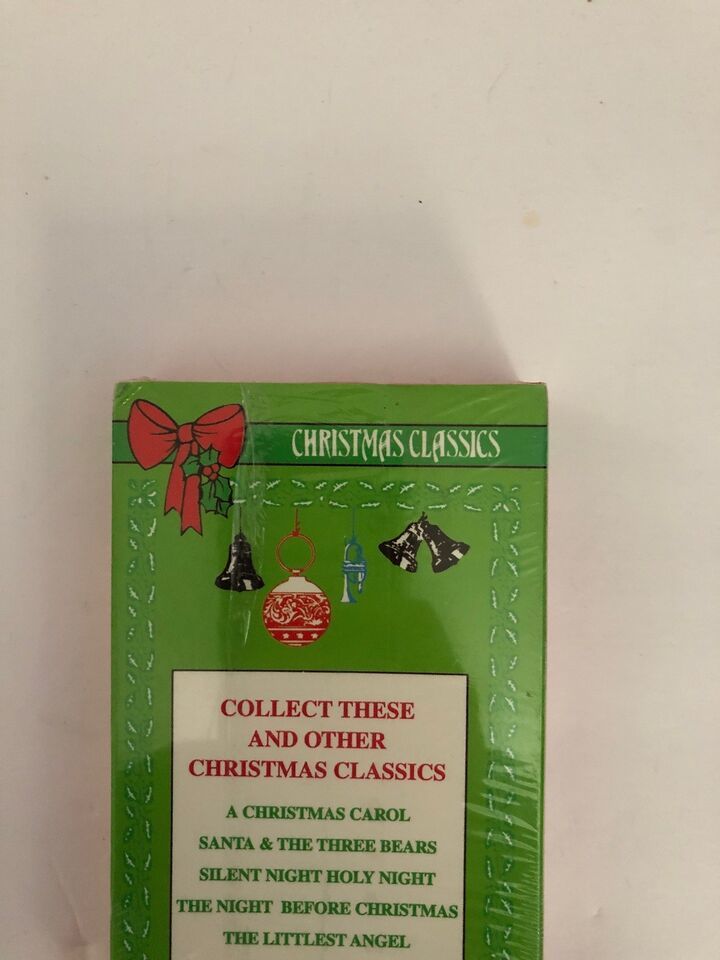 CHRISTMAS CLASSICS
COLLECT THESE
AND OTHER
CHRISTMAS CLASSICS
A CHRISTMAS CAROL
SANTA & THE THREE BEARS
SILENT NIGHT HOLY NIGHT
THE NIGHT BEFORE CHRISTMAS
THE LITTLEST ANGEL